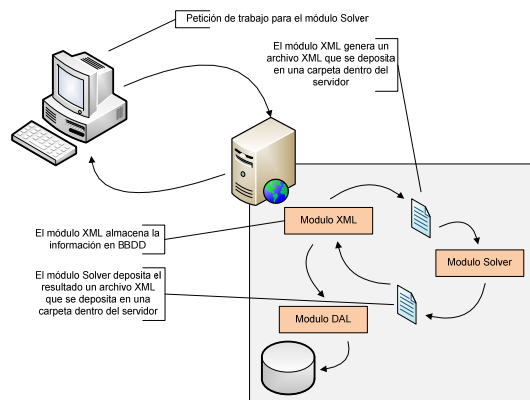 Petición de trabajo para el módulo Solver
El módulo XML genera un
archivo XML que se deposita
en una carpeta dentro del
servidor
Modulo XML
El módulo XML almacena la
información en BBDD
Modulo Solver
El módulo Solver deposita el
resultado un archivo XML
que se deposita en una
carpeta dentro del servidor
Modulo DAL